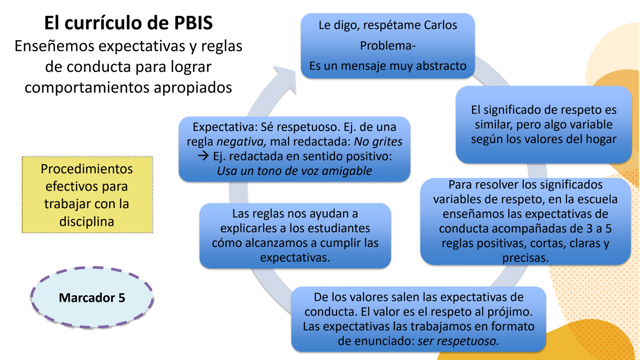 El currículo de PBIS
Enseñemos expectativas y reglas
de conducta para lograr
comportamientos apropiados
Le digo, respétame Carlos
Problema-
Es un mensaje muy abstracto
El significado de respeto es
similar, pero algo variable
según los valores del hogar
Para resolver los significados
variables de respeto, en la escuela
enseñamos las expectativas de
conducta acompañadas de 3 a 5
reglas positivas, cortas, claras y
precisas.
De los valores salen las expectativas de
conducta. El valor es el respeto al prójimo.
Las expectativas las trabajamos en formato
de enunciado: ser respetuoso.
Las reglas nos ayudan a
explicarles a los estudiantes
cómo alcanzamos a cumplir las
expectativas.
Expectativa: Sé respetuoso. Ej. de una
regla negativa, mal redactada: No grites
→ Ej. redactada en sentido positivo:
Usa un tono de voz amigable
Procedimientos
efectivos para
trabajar con la
disciplina
Marcador 5